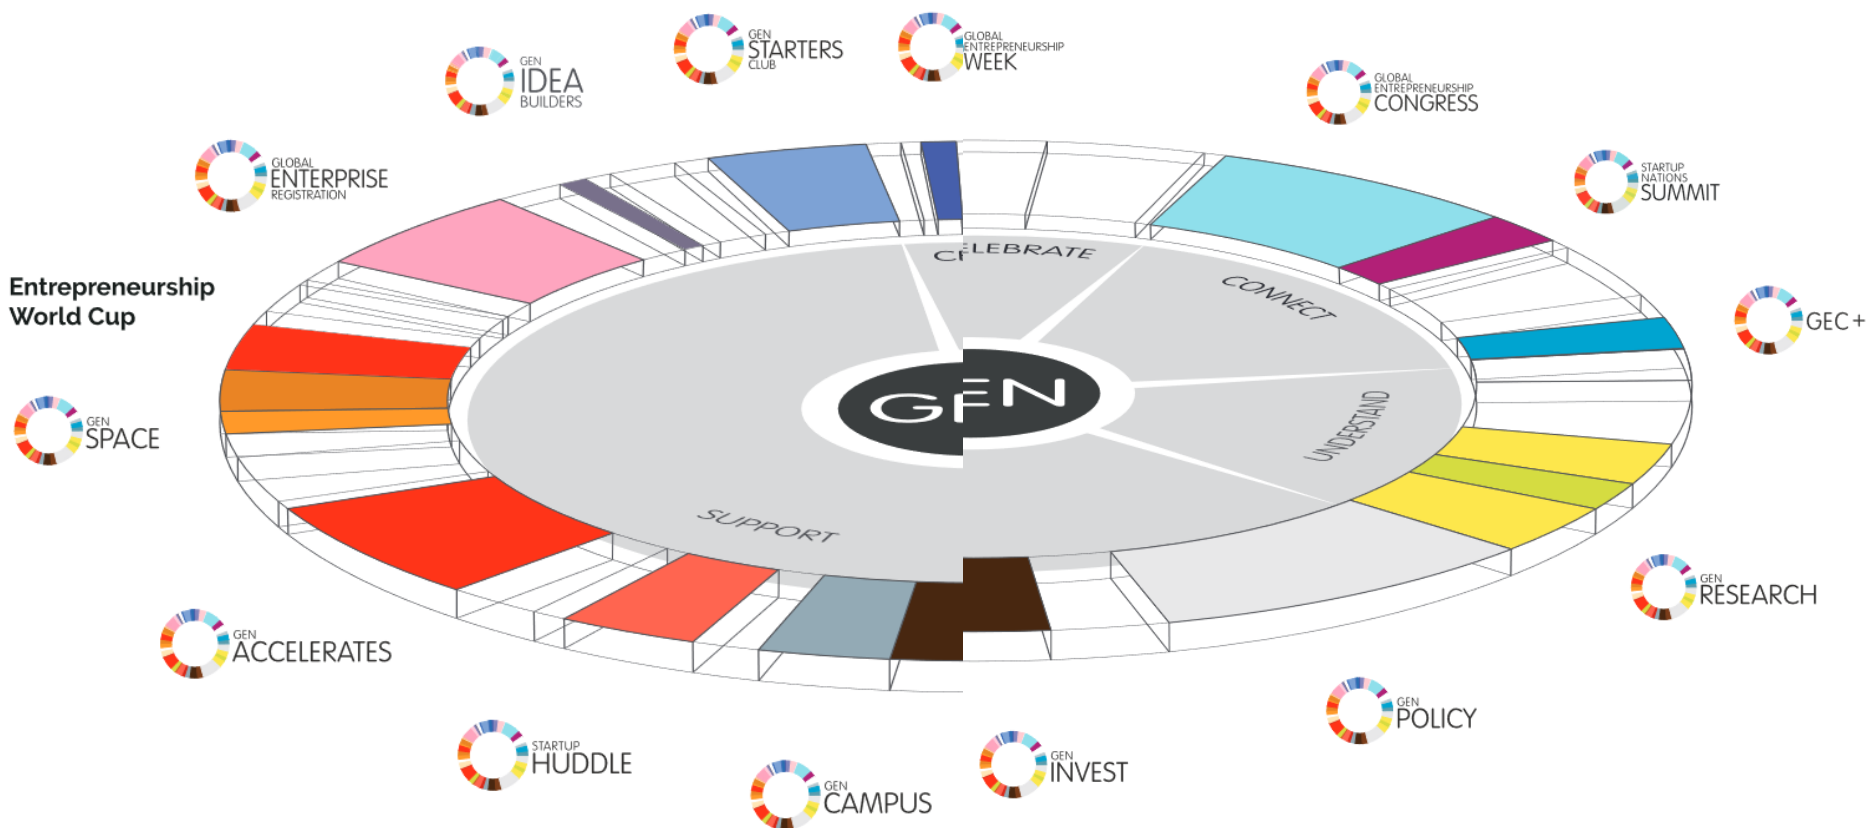 GEN
STARTERS
CLUB
GLOBAL
ENTREPRENEURSHIP
WEEK
GEN
IDEA
BUILDERS
GLOBAL
ENTREPRENEURSHIP
CONGRESS
GLOBAL
ENTERPRISE
REGISTRATION
STARTUP
NATIONS
SUMMIT
Entrepreneurship
World Cup
GEC+
CELEBRATE
CONNECT
UNDERSTAND
SUPPORT
GEN
GEN
SPACE
GEN
RESEARCH
GEN
ACCELERATES
GEN
POLICY
STARTUP
HUDDLE
GEN
INVEST
GEN
CAMPUS